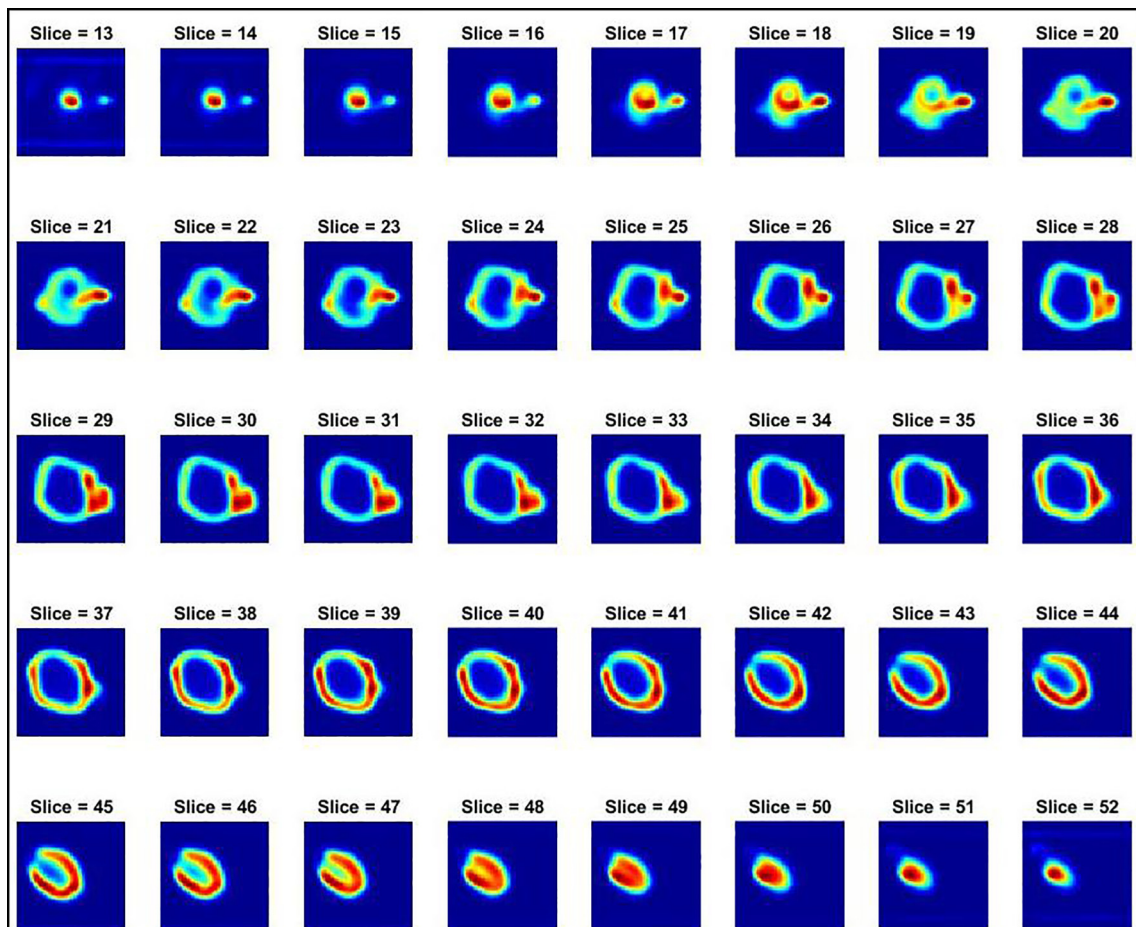 Slice = 13 Slice = 14 Slice = 15 Slice = 16 Slice = 17 Slice = 18 Slice = 19 Slice = 20
Slice = 21 Slice = 22 Slice = 23 Slice = 24 Slice = 25 Slice = 26 Slice = 27 Slice = 28
Slice = 29 Slice = 30 Slice = 31 Slice = 32 Slice = 33 Slice = 34 Slice = 35 Slice = 36
Slice = 37 Slice = 38 Slice = 39 Slice = 40 Slice = 41 Slice = 42 Slice = 43 Slice = 44
Slice = 45 Slice = 46 Slice = 47 Slice = 48 Slice = 49 Slice = 50 Slice = 51 Slice = 52